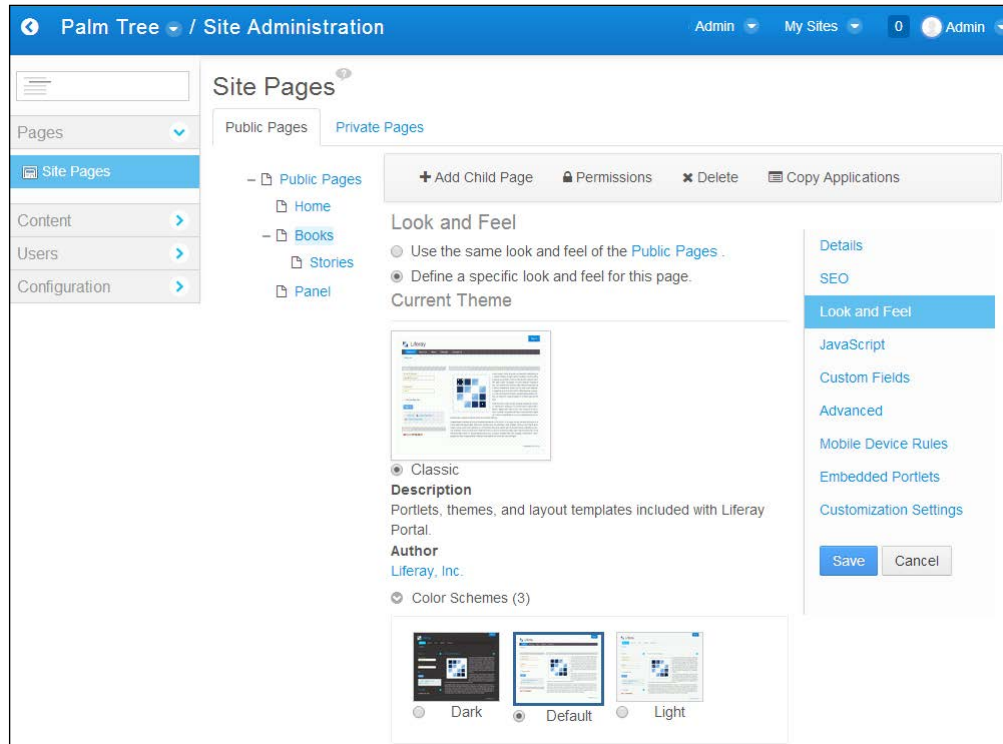 Palm Tree / Site Administration
Admin
My Sites
0
Admin
Pages
Site Pages
Content
Users
Configuration
Site Pages
Public Pages
Private Pages
Public Pages
Home
Books
Stories
Panel
Add Child Page
Permissions
Delete
Copy Applications
Look and Feel
Use the same look and feel of the Public Pages .
Define a specific look and feel for this page.
Current Theme
Classic
Description
Portlets, themes, and layout templates included with Liferay
Portal.
Author
Liferay, Inc.
Color Schemes (3)
Dark
Default
Light
Details
SEO
Look and Feel
JavaScript
Custom Fields
Advanced
Mobile Device Rules
Embedded Portlets
Customization Settings
Save
Cancel